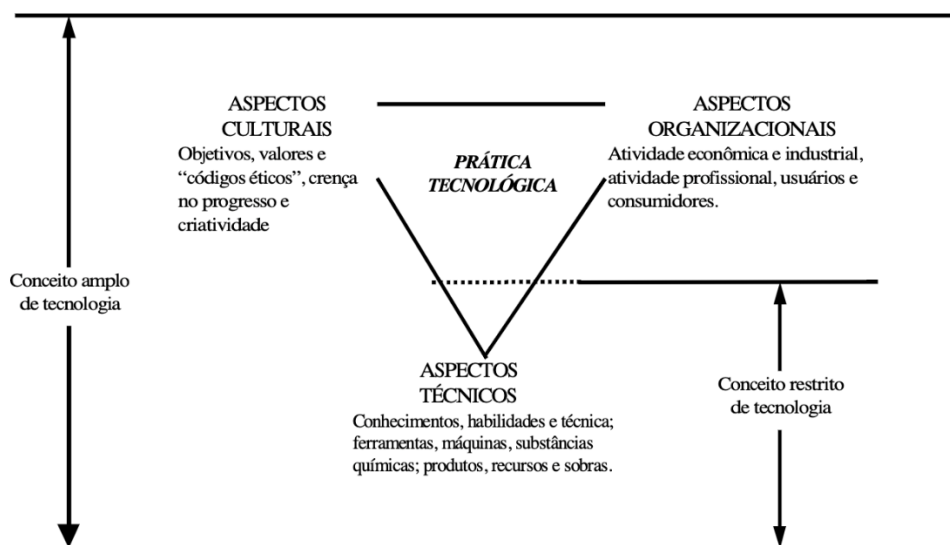 ASPECTOS
CULTURAIS
Objetivos, valores e
“códigos éticos”, crença
no progresso e
criatividade
PRÁTICA
TECNOLÓGICA
ASPECTOS
ORGANIZACIONAIS
Atividade econômica e industrial,
atividade profissional, usuários e
consumidores.
Conceito amplo
de tecnologia
ASPECTOS
TÉCNICOS
Conhecimentos, habilidades e técnica;
ferramentas, máquinas, substâncias
químicas; produtos, recursos e sobras.
Conceito restrito
de tecnologia